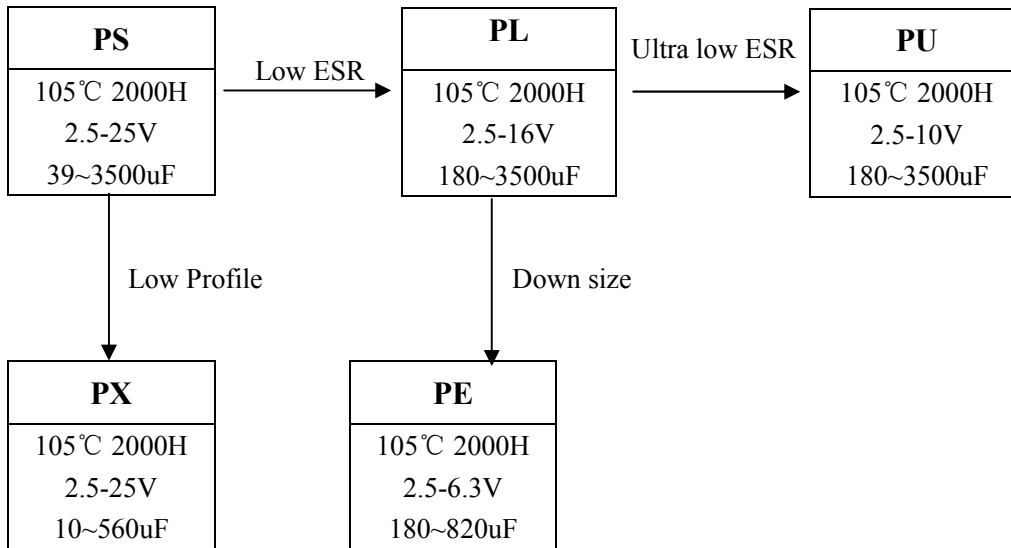 PS
105℃ 2000H
2.5-25V
39~3500uF
Low ESR
PL
105℃ 2000H
2.5-16V
180~3500uF
Ultra low ESR
PU
105℃ 2000H
2.5-10V
180~3500uF
Low Profile
Down size
PX
105℃ 2000H
2.5-25V
10~560uF
PE
105℃ 2000H
2.5-6.3V
180~820uF